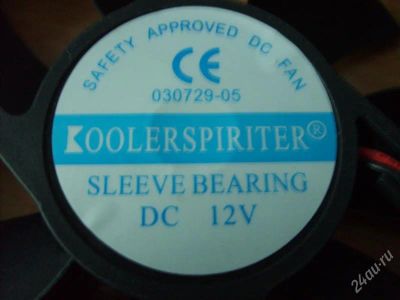 SAFETY APPROVED DC FAN
CE
030729-05
KOOLERSPIRITER®
SLEEVE BEARING
DC 12V
24au.ru